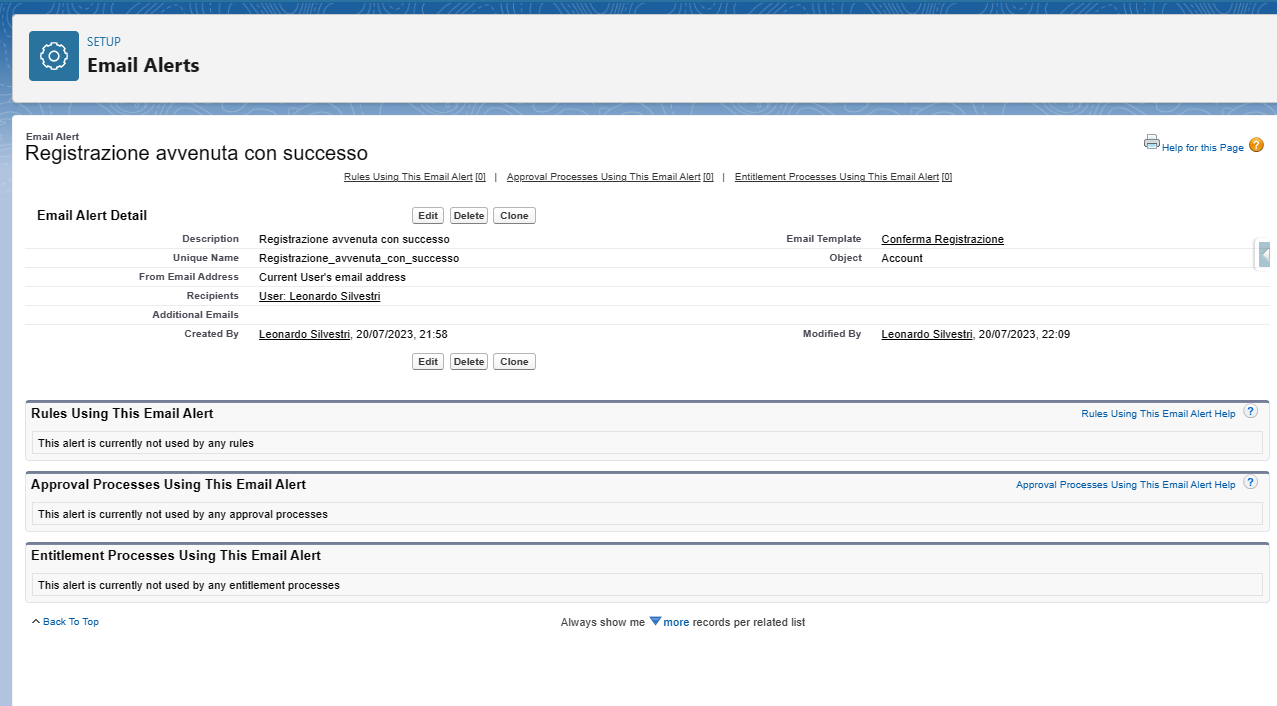 SETUP
Email Alerts
Email Alert
Registrazione avvenuta con successo
Help for this Page ?
Rules Using This Email Alert [0] | Approval Processes Using This Email Alert [0] | Entitlement Processes Using This Email Alert [0]
Email Alert Detail Edit Delete Clone
Description Registrazione avvenuta con successo Email Template Conferma Registrazione
Unique Name Registrazione_avvenuta_con_successo Object Account
From Email Address Current User's email address
Recipients User: Leonardo Silvestri
Additional Emails
Created By Leonardo Silvestri, 20/07/2023, 21:58 Modified By Leonardo Silvestri, 20/07/2023, 22:09
Edit Delete Clone
Rules Using This Email Alert Rules Using This Email Alert Help ?
This alert is currently not used by any rules
Approval Processes Using This Email Alert Approval Processes Using This Email Alert Help ?
This alert is currently not used by any approval processes
Entitlement Processes Using This Email Alert
This alert is currently not used by any entitlement processes
Back To Top Always show me more records per related list